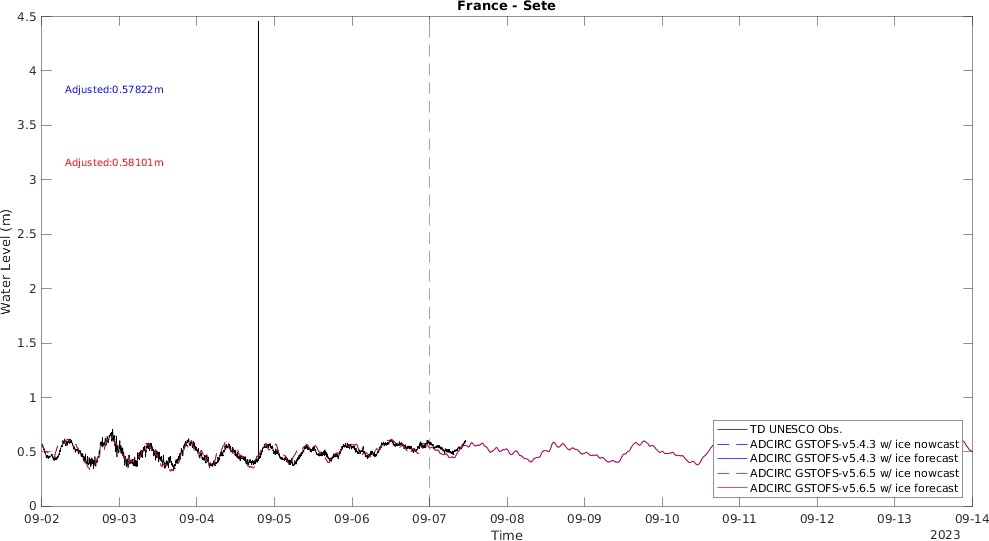 France - Sete
4.5
4
3.5
3
2.5
2
1.5
1
0.5
0
Water Level (m)
Adjusted:0.57822m
Adjusted:0.58101m
TD UNESCO Obs.
ADCIRC GSTOFS-v5.4.3 w/ ice nowcast
ADCIRC GSTOFS-v5.4.3 w/ ice forecast
ADCIRC GSTOFS-v5.6.5 w/ ice nowcast
ADCIRC GSTOFS-v5.6.5 w/ ice forecast
09-02 09-03 09-04 09-05 09-06 09-07 09-08 09-09 09-10 09-11 09-12 09-13 09-14
Time
2023